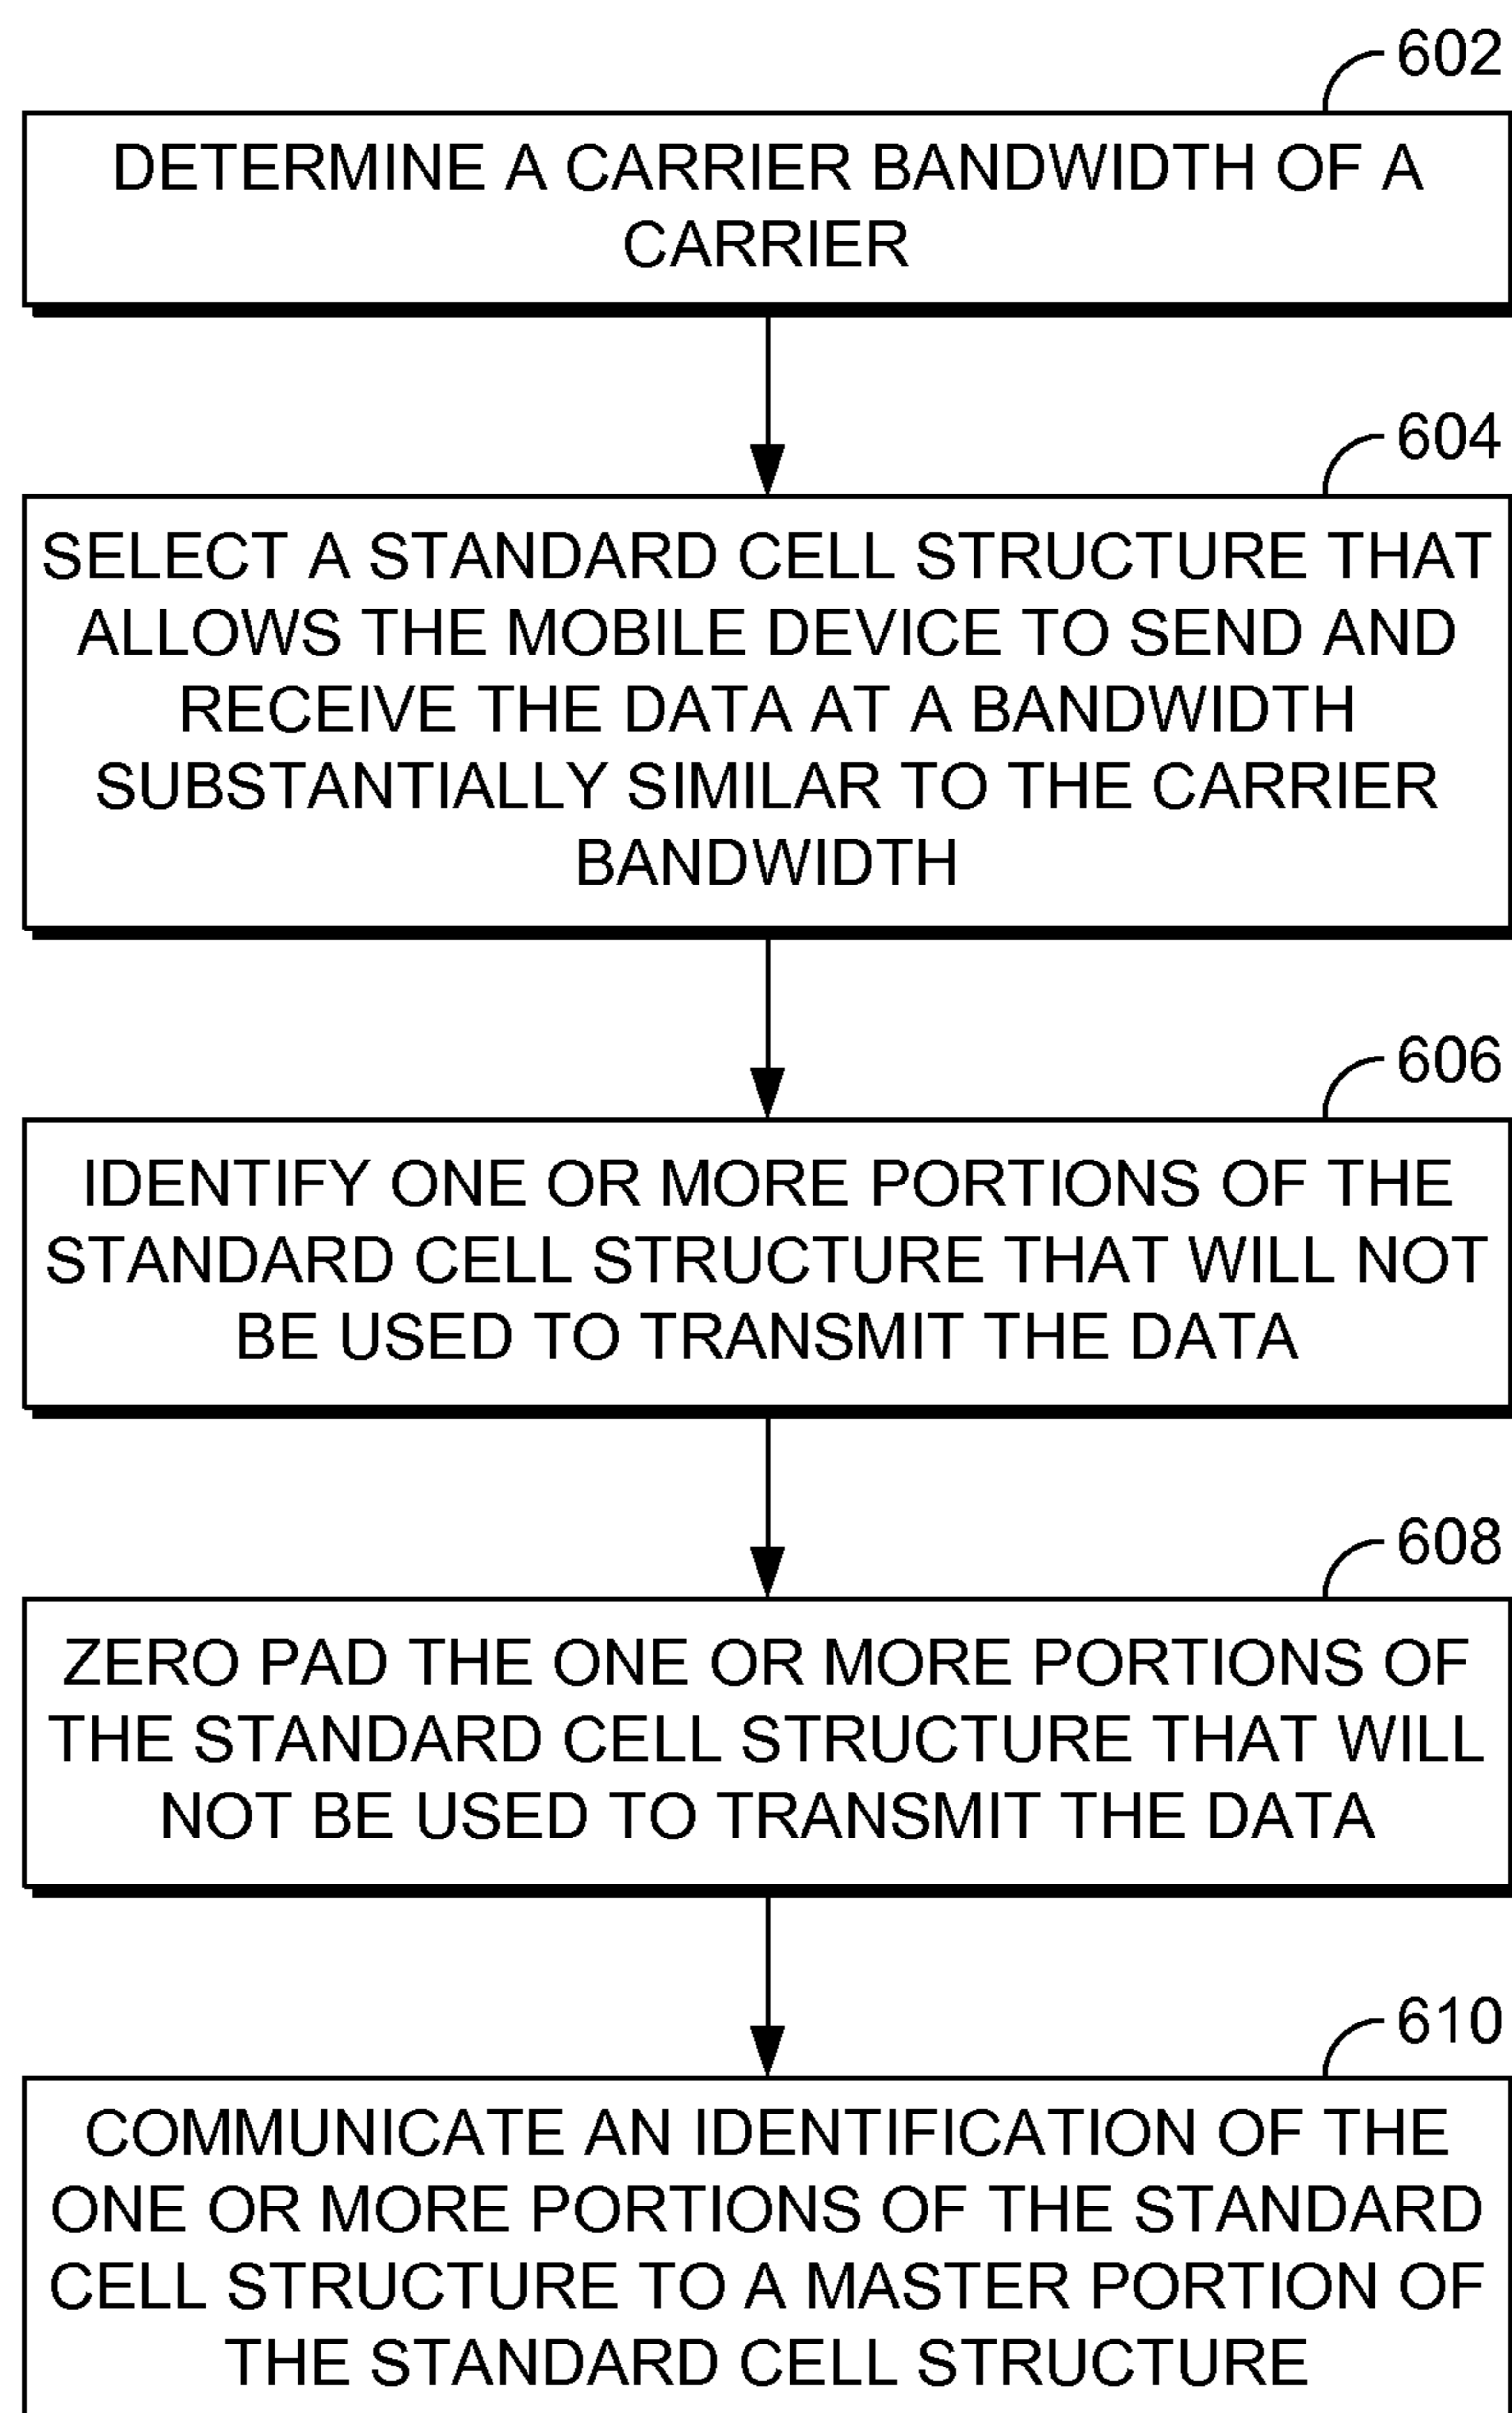 602
DETERMINE A CARRIER BANDWIDTH OF A
CARRIER
604
SELECT A STANDARD CELL STRUCTURE THAT
ALLOWS THE MOBILE DEVICE TO SEND AND
RECEIVE THE DATA AT A BANDWIDTH
SUBSTANTIALLY SIMILAR TO THE CARRIER
BANDWIDTH
606
IDENTIFY ONE OR MORE PORTIONS OF THE
STANDARD CELL STRUCTURE THAT WILL NOT
BE USED TO TRANSMIT THE DATA
608
ZERO PAD THE ONE OR MORE PORTIONS OF
THE STANDARD CELL STRUCTURE THAT WILL
NOT BE USED TO TRANSMIT THE DATA
610
COMMUNICATE AN IDENTIFICATION OF THE
ONE OR MORE PORTIONS OF THE STANDARD
CELL STRUCTURE TO A MASTER PORTION OF
THE STANDARD CELL STRUCTURE